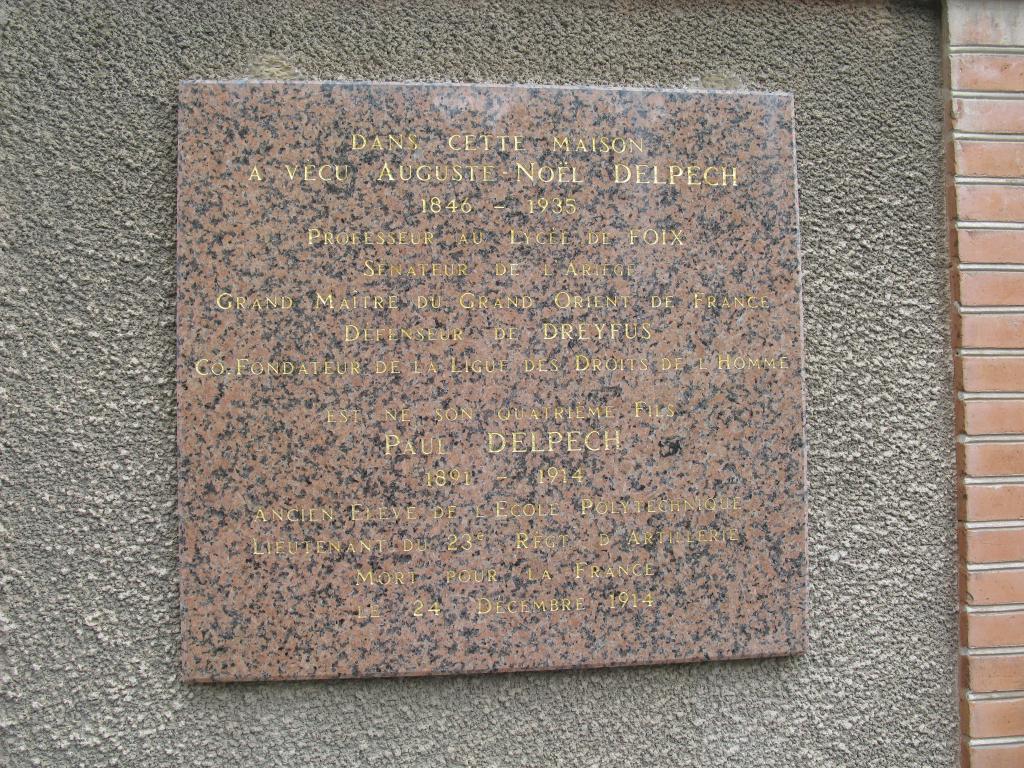 DANS CETTE MAISON
A VÉCU AUGUSTE-NOËL DELPECH
1846 - 1935
PROFESSEUR AU LYCÉE DE FOIX
SÉNATEUR DE L'ARIÈGE
GRAND MAÎTRE DU GRAND ORIENT DE FRANCE
DÉFENSEUR DE DREYFUS
CO-FONDATEUR DE LA LIGUE DES DROITS DE L'HOMME
EST NÉ SON QUATRIÈME FILS
PAUL DELPECH
1891 - 1914
ANCIEN ÉLÈVE DE L'ÉCOLE POLYTECHNIQUE
LIEUTENANT DU 23E RÉGT D'ARTILLERIE
MORT POUR LA FRANCE
LE 24 DÉCEMBRE 1914